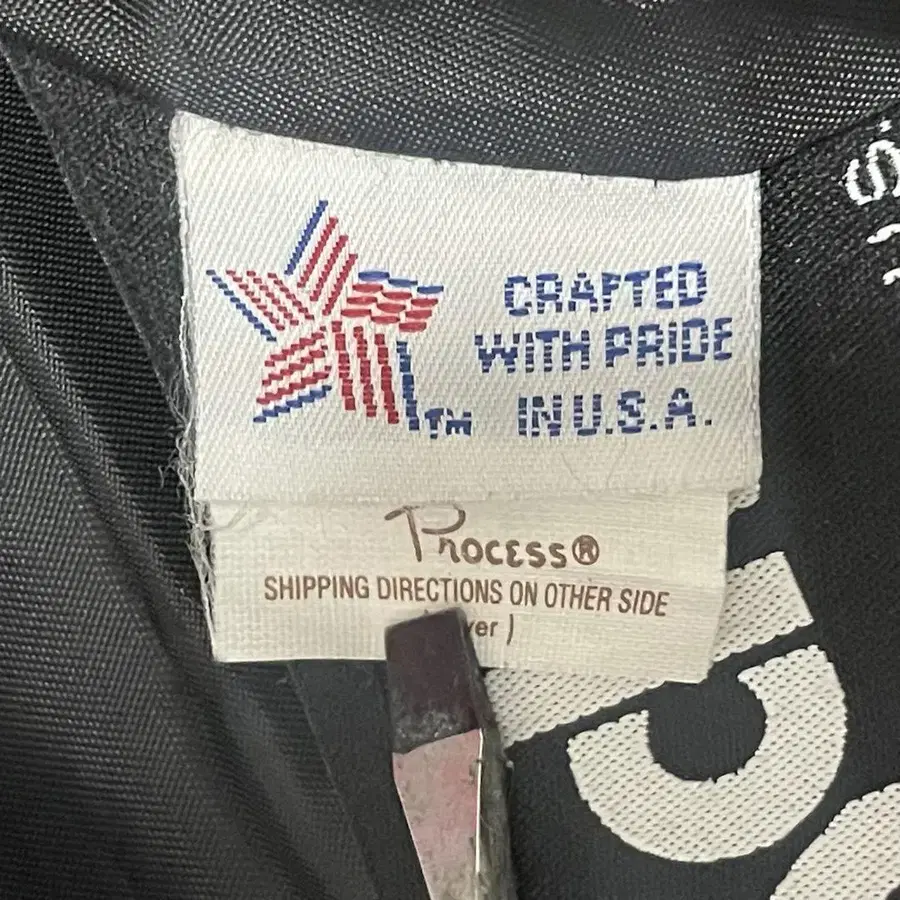 CRAFTED
WITH PRIDE
IN U.S.A.
TM
Process®
SHIPPING DIRECTIONS ON OTHER SIDE